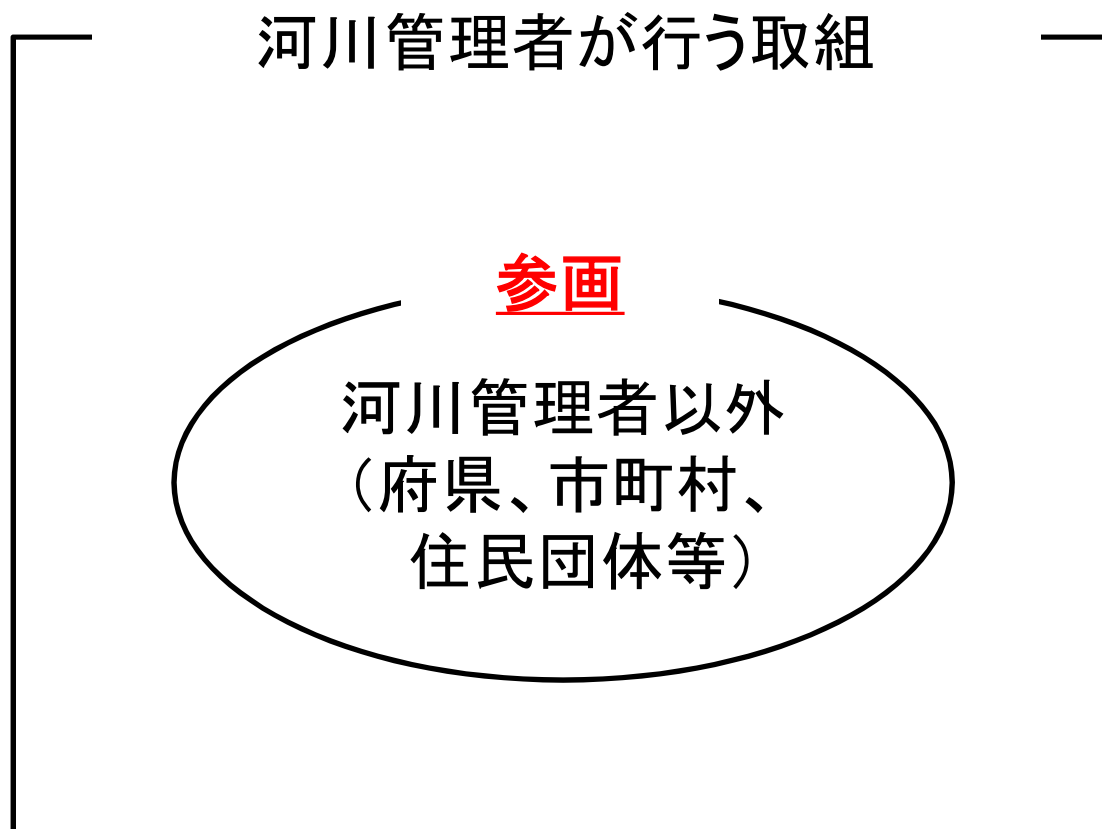 河川管理者が行う取組
参画
河川管理者以外
(府県、市町村、
住民団体等)